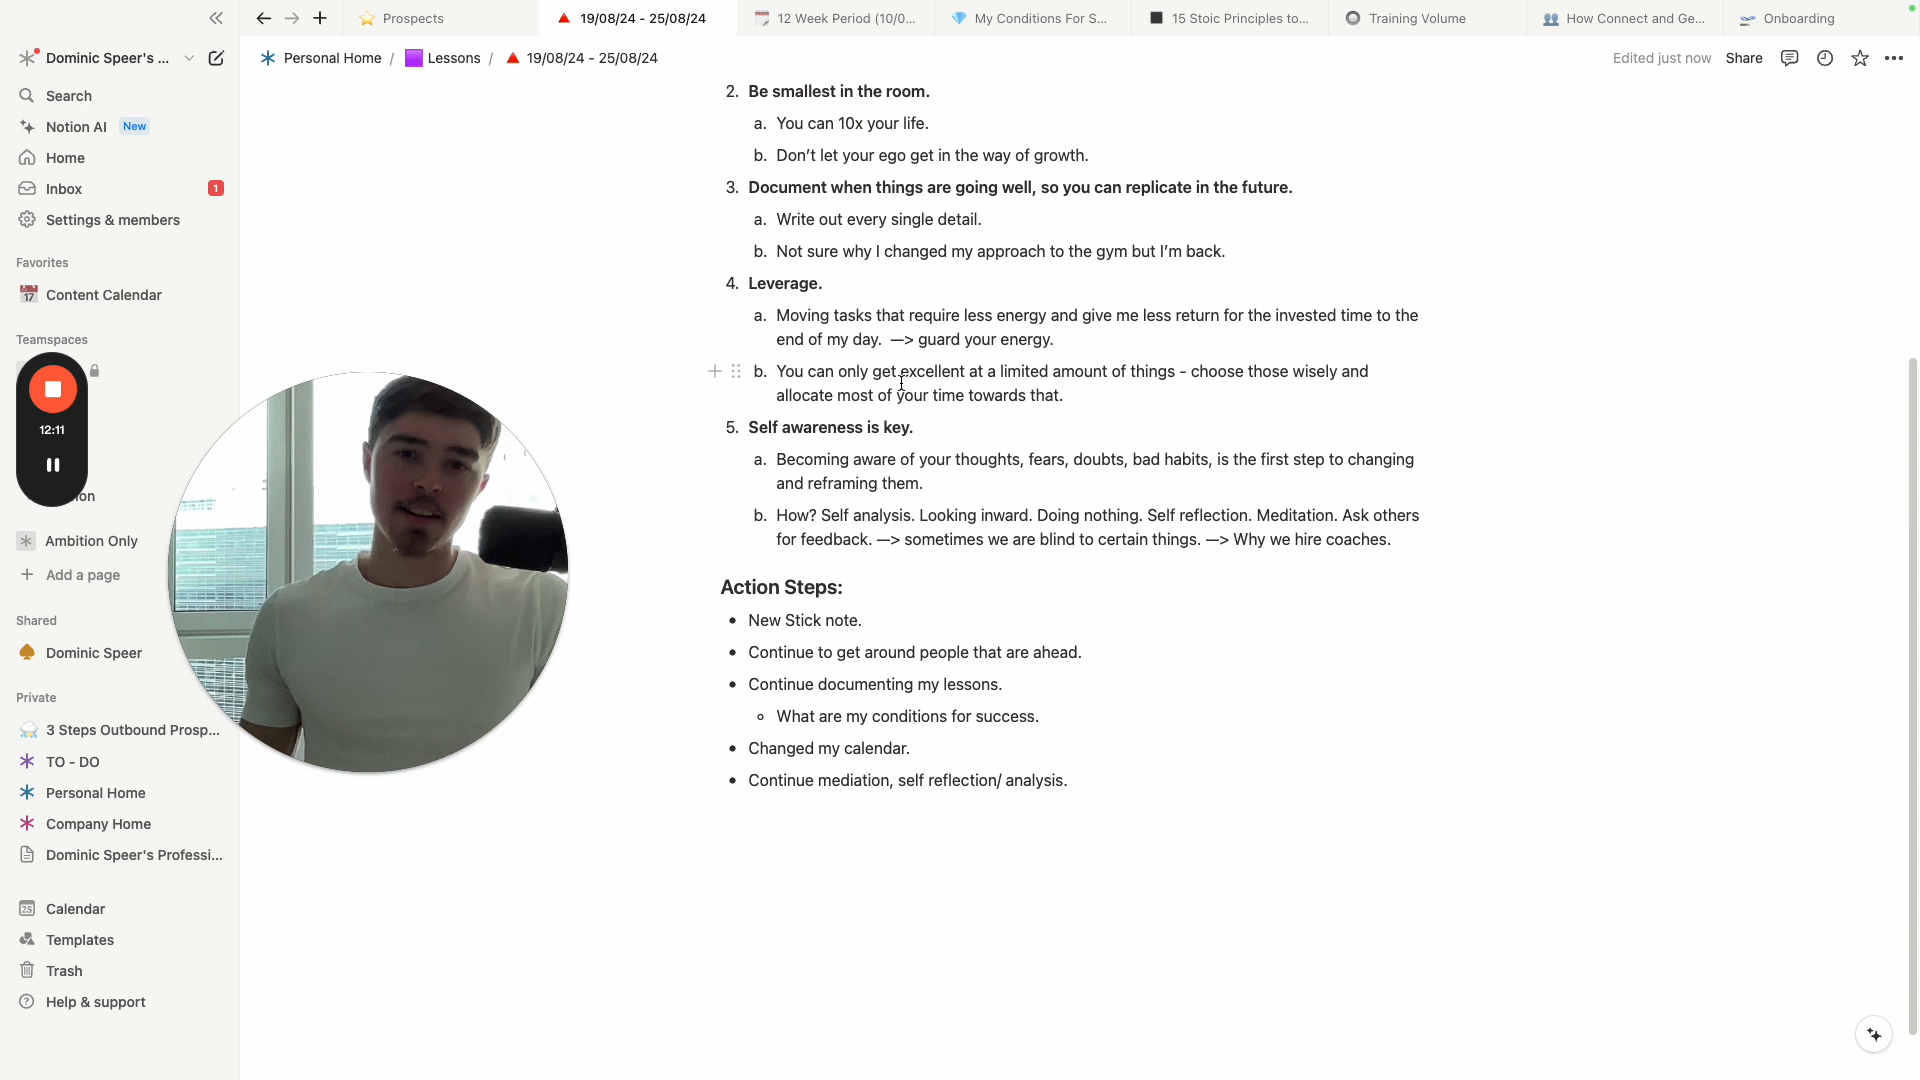 Prospects
19/08/24 - 25/08/24
12 Week Period (10/0...
My Conditions For S...
15 Stoic Principles to...
Training Volume
How Connect and Ge...
Onboarding
Dominic Speer's ...
Personal Home / Lessons / 19/08/24 - 25/08/24
Edited just now
Share
Search
Notion AI New
Home
Inbox 1
Settings & members
Favorites
17 Content Calendar
Teamspaces
12:11
Ambition Only
Add a page
Shared
Dominic Speer
Private
3 Steps Outbound Prosp...
TO - DO
Personal Home
Company Home
Dominic Speer's Professi...
Calendar
Templates
Trash
Help & support
2. Be smallest in the room.
a. You can 10x your life.
b. Don’t let your ego get in the way of growth.
3. Document when things are going well, so you can replicate in the future.
a. Write out every single detail.
b. Not sure why I changed my approach to the gym but I’m back.
4. Leverage.
a. Moving tasks that require less energy and give me less return for the invested time to the
end of my day. —> guard your energy.
b. You can only get excellent at a limited amount of things - choose those wisely and
allocate most of your time towards that.
5. Self awareness is key.
a. Becoming aware of your thoughts, fears, doubts, bad habits, is the first step to changing
and reframing them.
b. How? Self analysis. Looking inward. Doing nothing. Self reflection. Meditation. Ask others
for feedback. —> sometimes we are blind to certain things. —> Why we hire coaches.
Action Steps:
• New Stick note.
• Continue to get around people that are ahead.
• Continue documenting my lessons.
◦ What are my conditions for success.
• Changed my calendar.
• Continue mediation, self reflection/ analysis.